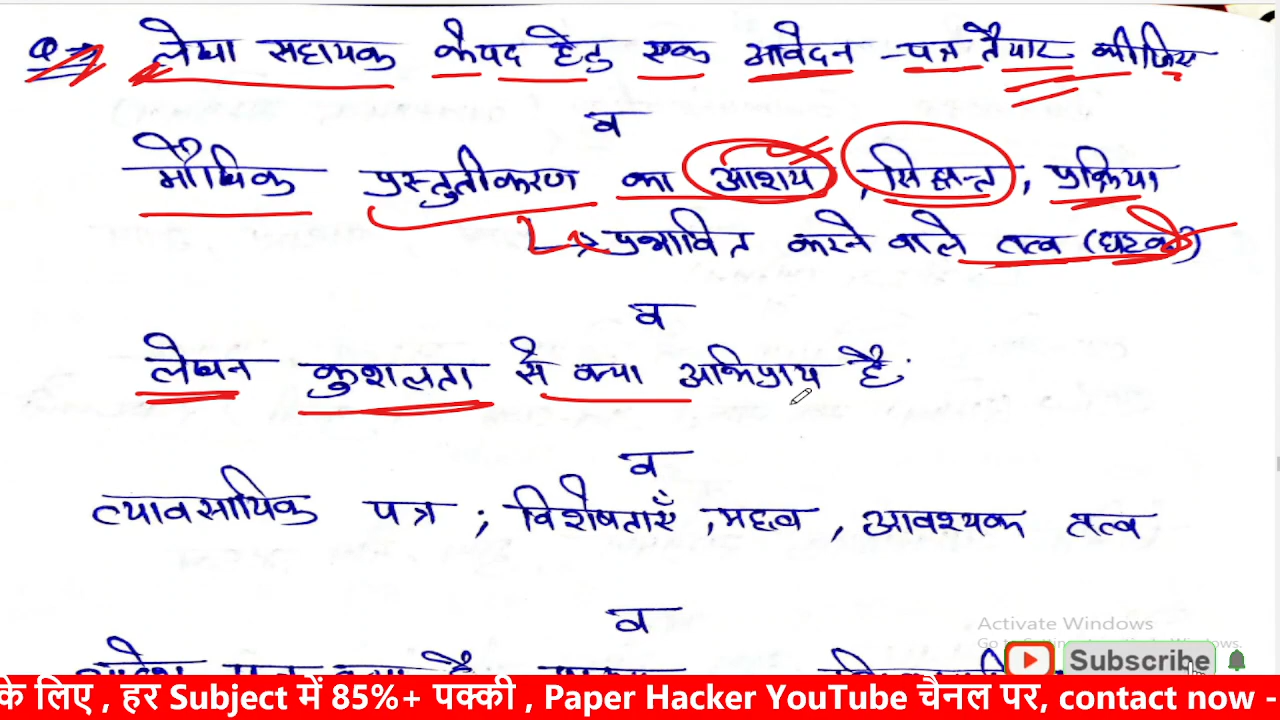 Q → लेखा सहायक के पद हेतु एक आवेदन - पत्र तैयार कीजिए
व
मौखिक प्रस्तुतीकरण का आशय, सिद्धान्त, प्रक्रिया
↳ प्रभावित करने वाले तत्व (घटक)
व
लेखन कुशलता से क्या अभिप्राय है
व
व्यावसायिक पत्र ; विशेषताएँ, महत्व, आवश्यक तत्व
व
Activate Windows
Subscribe
के लिए , हर Subject में 85%+ पक्की , Paper Hacker YouTube चैनल पर, contact now -